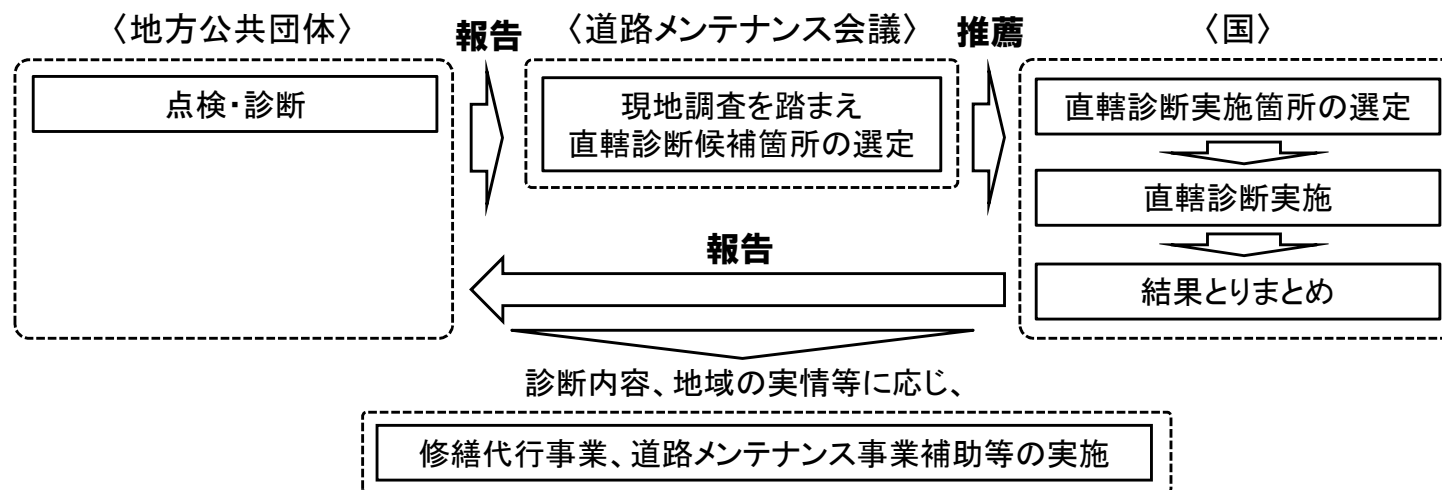 〈地方公共団体〉
報告
〈道路メンテナンス会議〉
推薦
〈国〉
点検・診断
現地調査を踏まえ
直轄診断候補箇所の選定
直轄診断実施箇所の選定
直轄診断実施
結果とりまとめ
報告
診断内容、地域の実情等に応じ、
修繕代行事業、道路メンテナンス事業補助等の実施